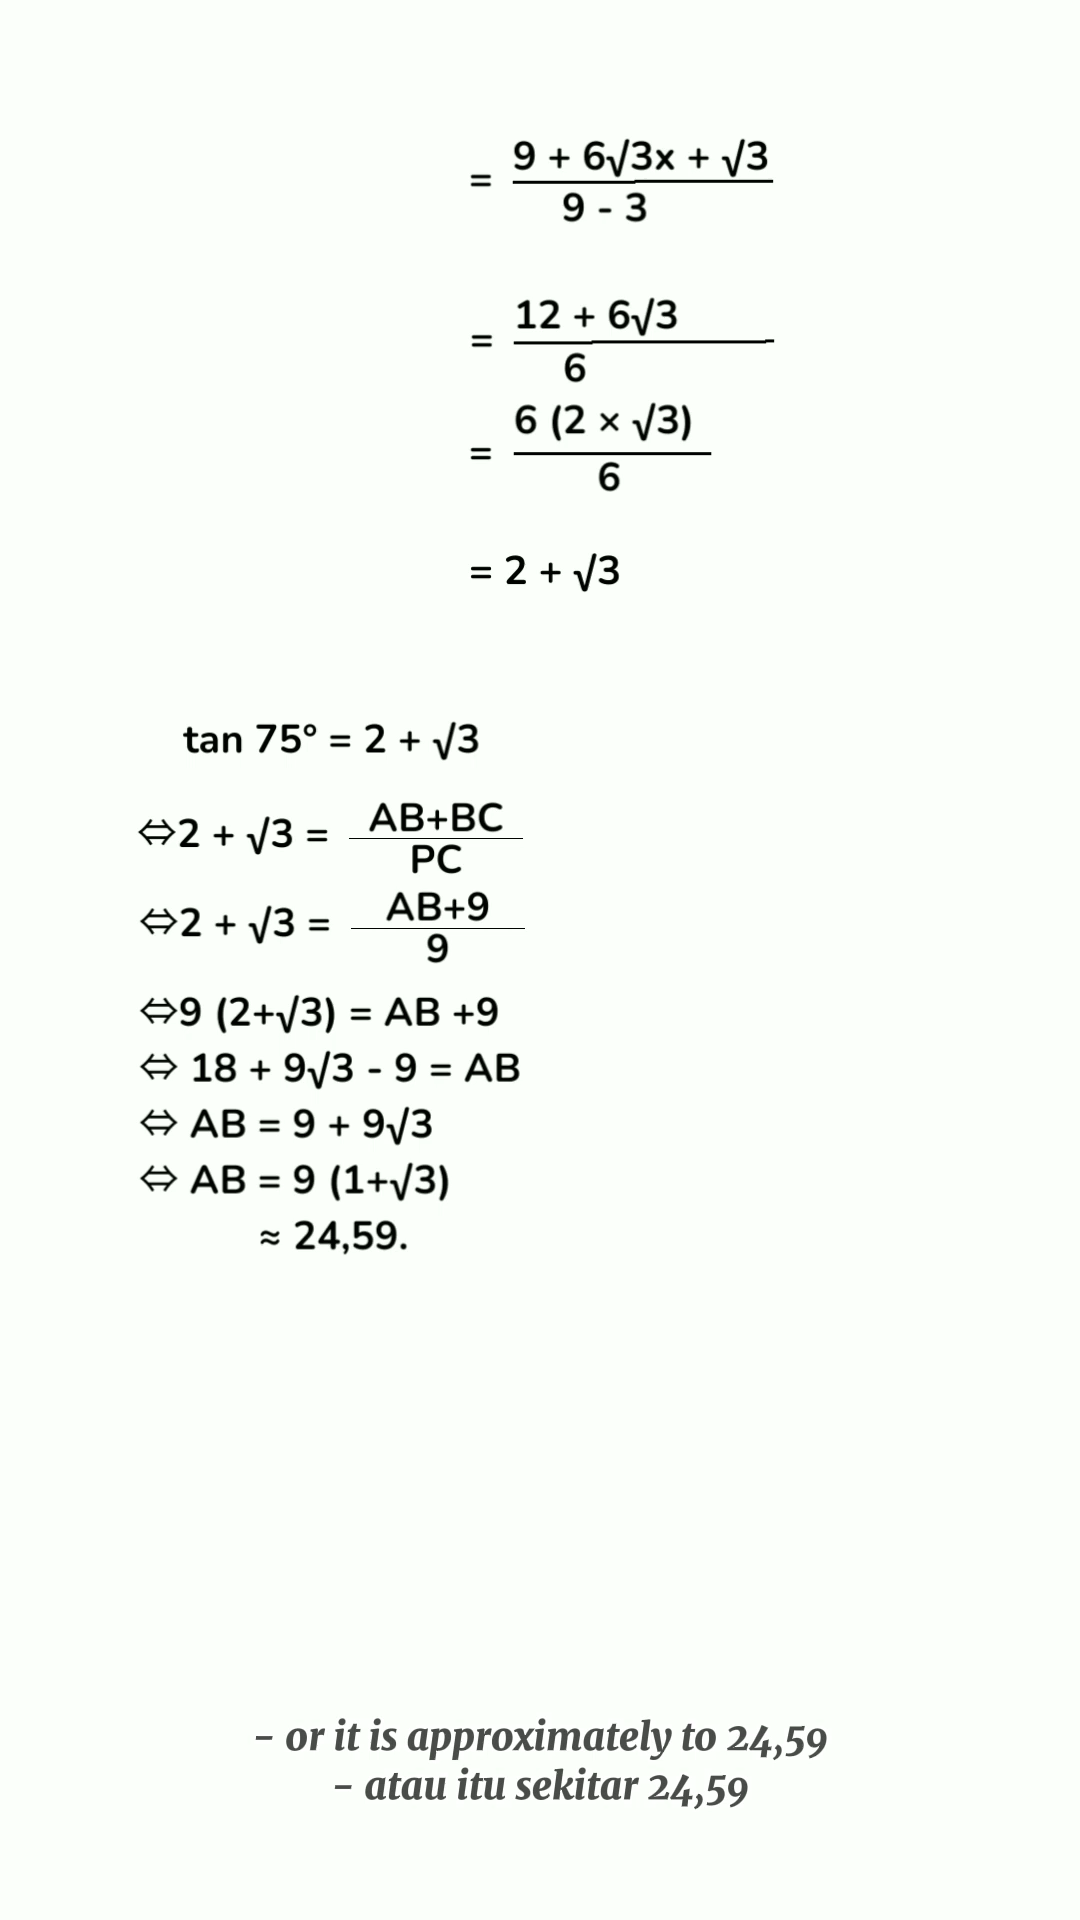 = 9 + 6√3x + √3
9 - 3
= 12 + 6√3
6
= 6 (2 × √3)
6
= 2 + √3
tan 75° = 2 + √3
⇔2 + √3 = AB+BC
PC
⇔2 + √3 = AB+9
9
⇔9 (2+√3) = AB +9
⇔ 18 + 9√3 - 9 = AB
⇔ AB = 9 + 9√3
⇔ AB = 9 (1+√3)
≈ 24,59.
- or it is approximately to 24,59
- atau itu sekitar 24,59